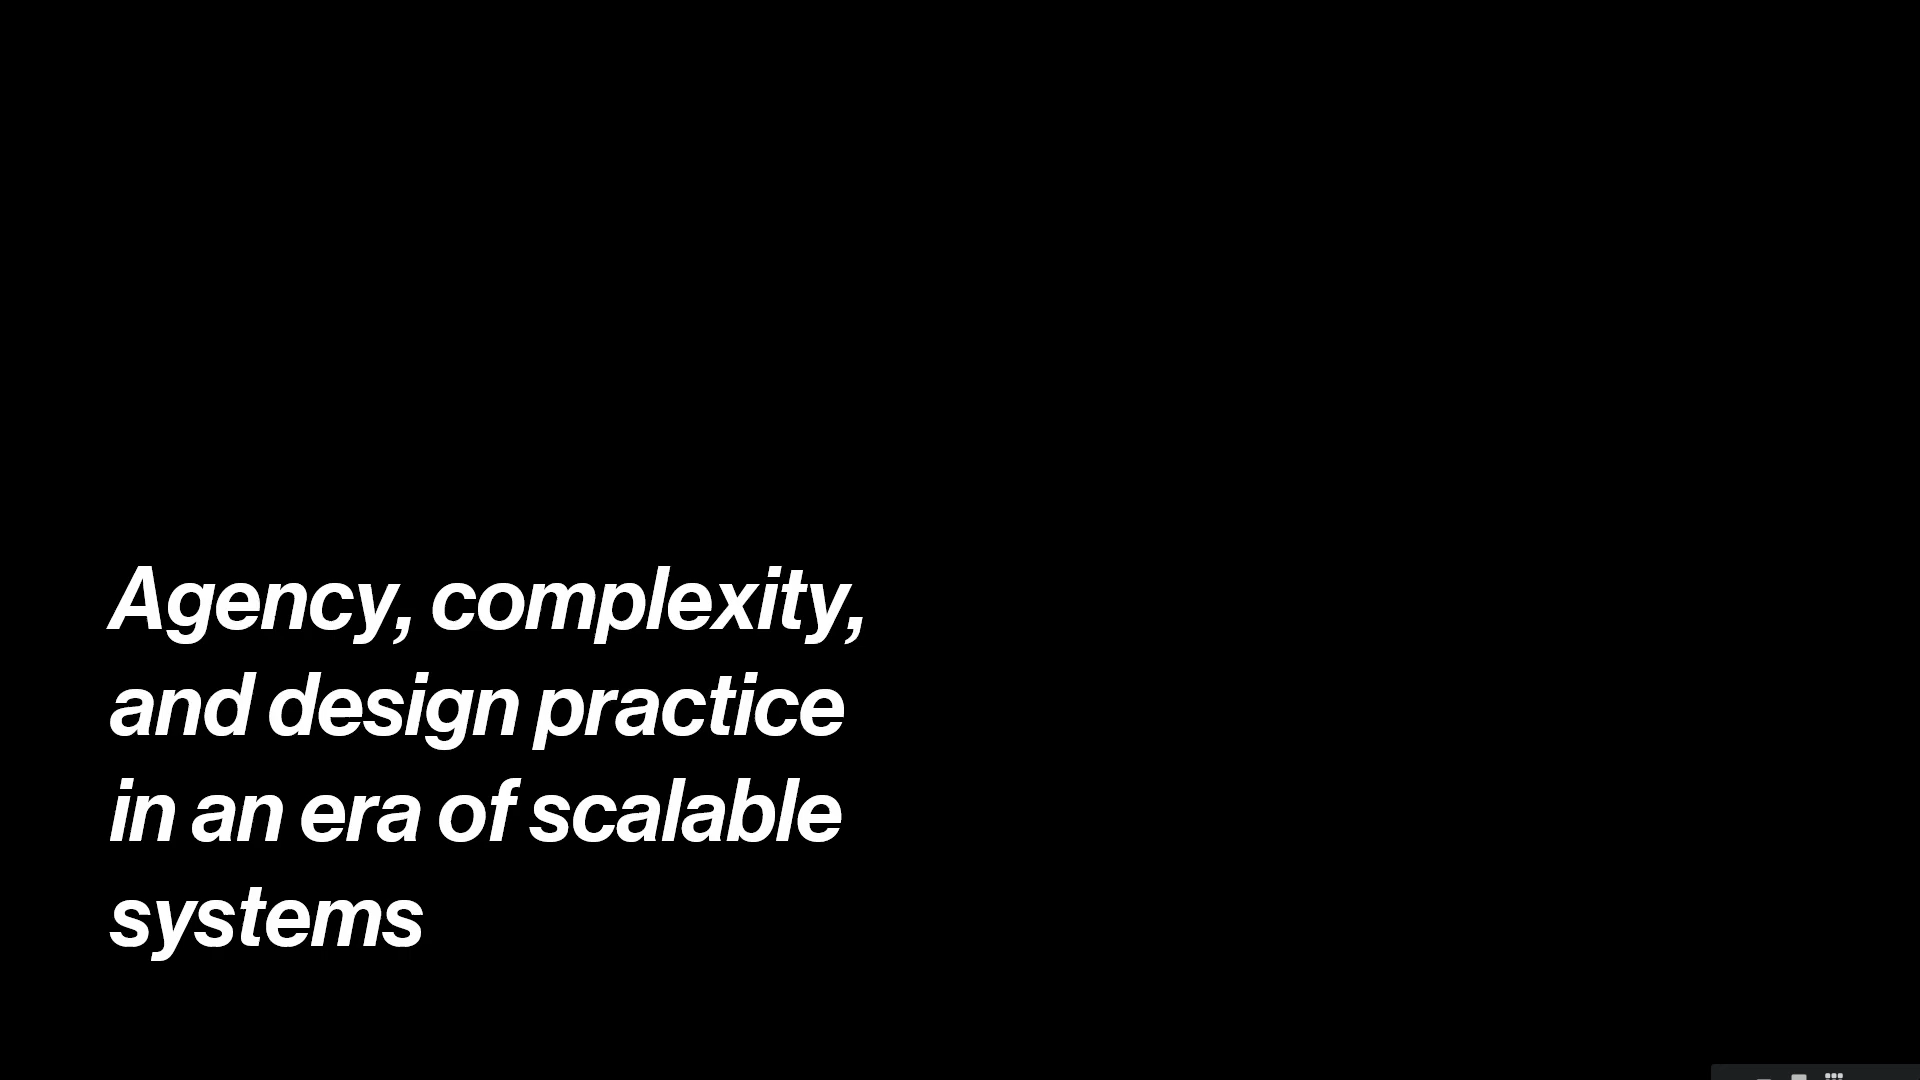 Agency, complexity,
and design practice
in an era of scalable
systems